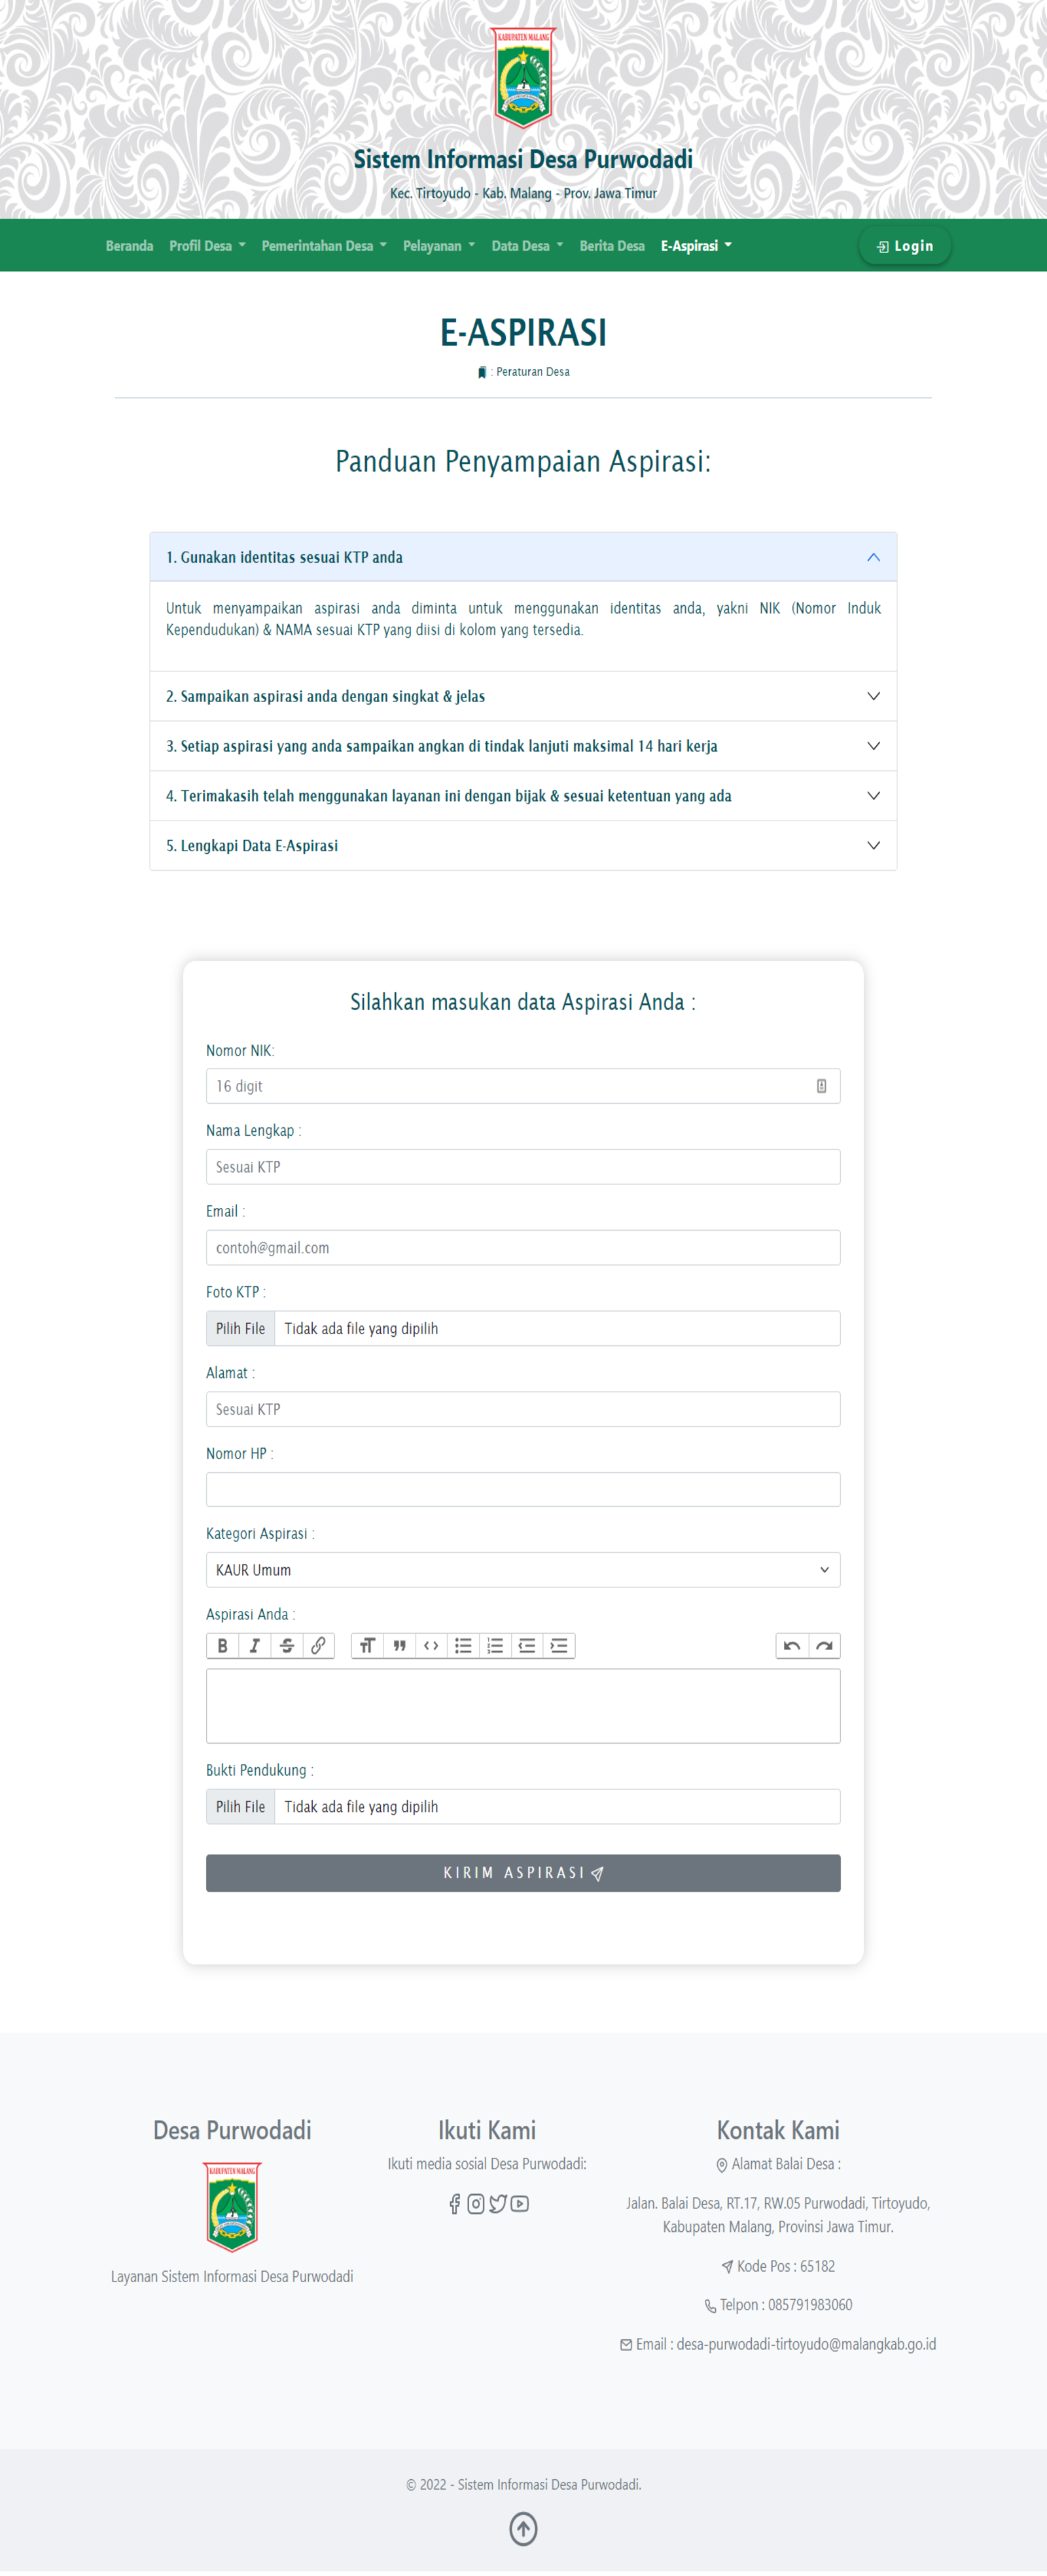 KABUPATEN MALANG
Sistem Informasi Desa Purwodadi
Kec. Tirtoyudo - Kab. Malang - Prov. Jawa Timur
Beranda Profil Desa Pemerintahan Desa Pelayanan Data Desa Berita Desa E-Aspirasi Login
E-ASPIRASI
: Peraturan Desa
Panduan Penyampaian Aspirasi:
1. Gunakan identitas sesuai KTP anda
Untuk menyampaikan aspirasi anda diminta untuk menggunakan identitas anda, yakni NIK (Nomor Induk
Kependudukan) & NAMA sesuai KTP yang diisi di kolom yang tersedia.
2. Sampaikan aspirasi anda dengan singkat & jelas
3. Setiap aspirasi yang anda sampaikan angkan di tindak lanjuti maksimal 14 hari kerja
4. Terimakasih telah menggunakan layanan ini dengan bijak & sesuai ketentuan yang ada
5. Lengkapi Data E-Aspirasi
Silahkan masukan data Aspirasi Anda :
Nomor NIK:
16 digit
Nama Lengkap :
Sesuai KTP
Email :
contoh@gmail.com
Foto KTP :
Pilih File Tidak ada file yang dipilih
Alamat :
Sesuai KTP
Nomor HP :
Kategori Aspirasi :
KAUR Umum
Aspirasi Anda :
Bukti Pendukung :
Pilih File Tidak ada file yang dipilih
KIRIM ASPIRASI
Desa Purwodadi
KABUPATEN MALANG
Layanan Sistem Informasi Desa Purwodadi
Ikuti Kami
Ikuti media sosial Desa Purwodadi:
Kontak Kami
Alamat Balai Desa :
Jalan. Balai Desa, RT.17, RW.05 Purwodadi, Tirtoyudo,
Kabupaten Malang, Provinsi Jawa Timur.
Kode Pos : 65182
Telpon : 085791983060
Email : desa-purwodadi-tirtoyudo@malangkab.go.id
© 2022 - Sistem Informasi Desa Purwodadi.